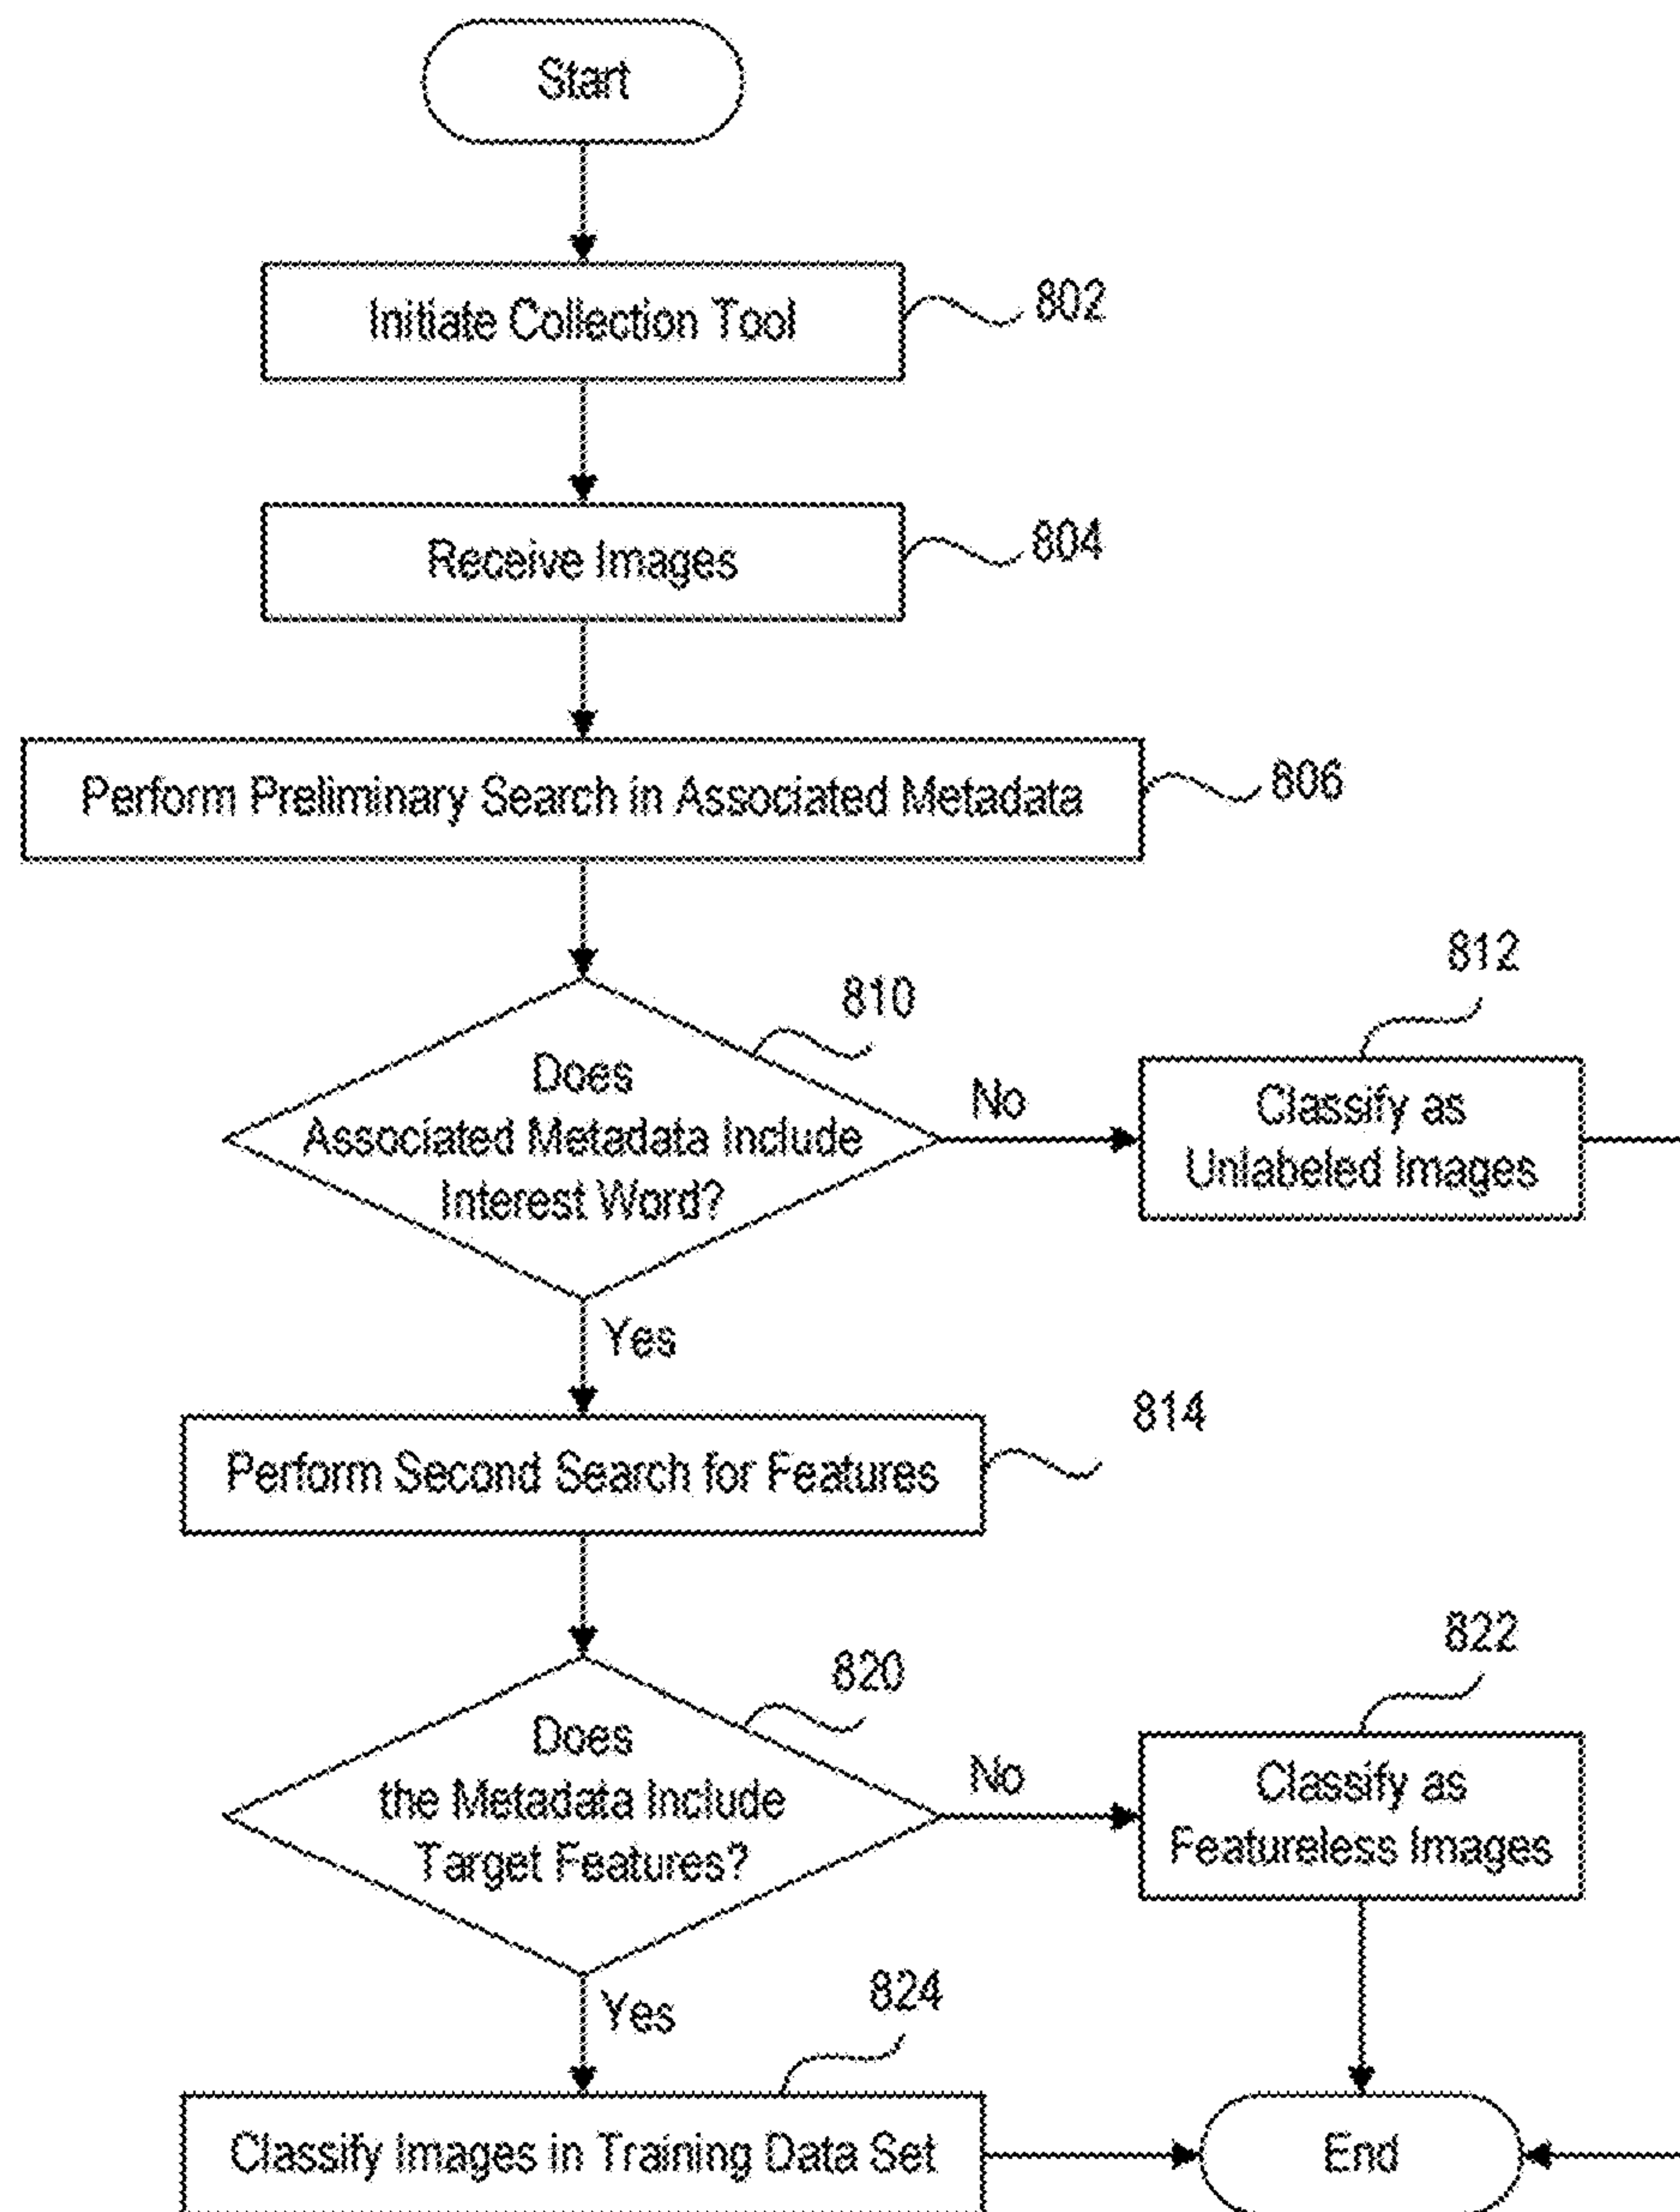 Start
Initiate Collection Tool
802
Receive Images
804
Perform Preliminary Search in Associated Metadata
806
810
Does
Associated Metadata Include
Interest Word?
No
812
Classify as
Unlabeled Images
Yes
814
Perform Second Search for Features
820
Does
the Metadata Include
Target Features?
No
822
Classify as
Featureless Images
Yes
824
Classify Images in Training Data Set
End